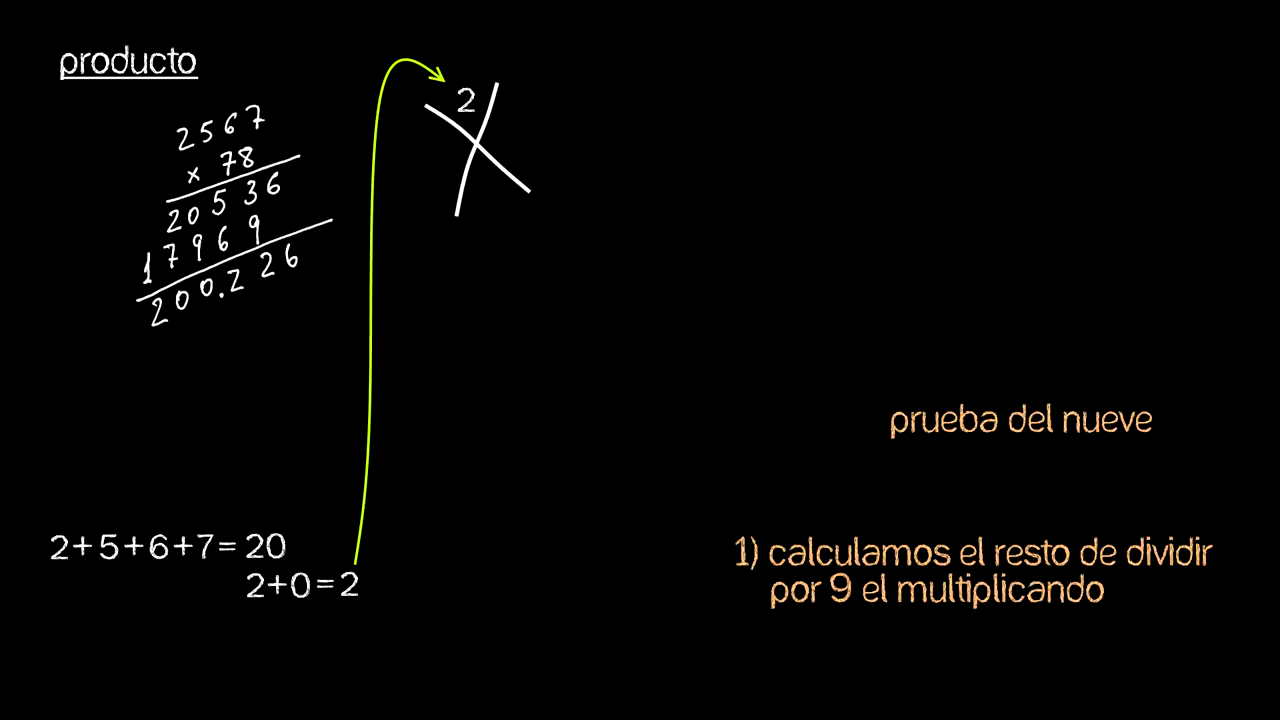 producto
2567
x 78
20536
17969
200.226
2
prueba del nueve
2+5+6+7=20
2+0=2
1) calculamos el resto de dividir
por 9 el multiplicando